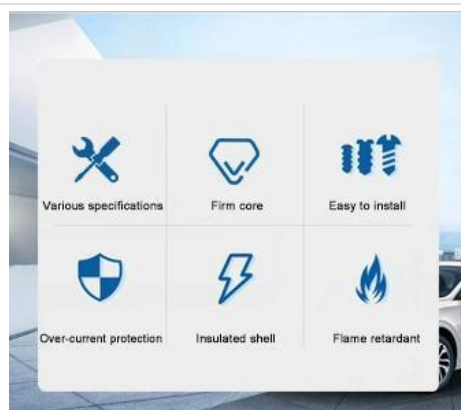 Various specifications
Firm core
Easy to install
Over-current protection
Insulated shell
Flame retardant